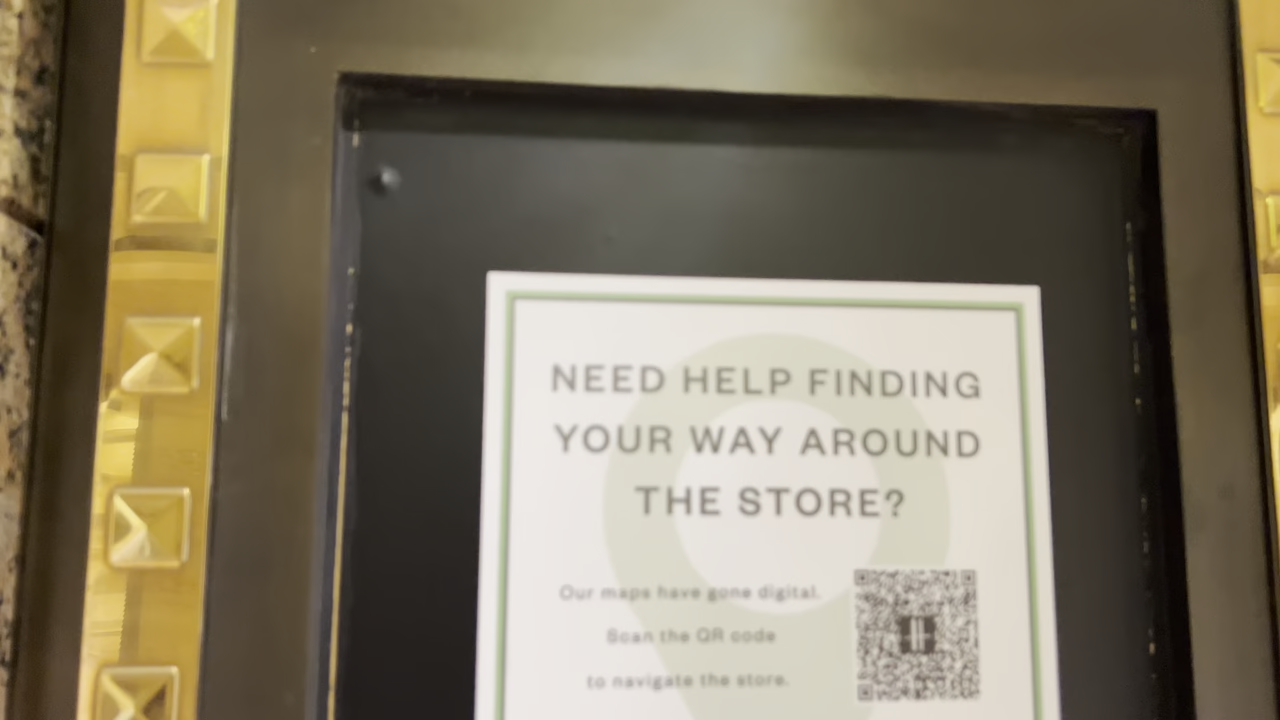 NEED HELP FINDING
YOUR WAY AROUND
THE STORE?
Our maps have gone digital.
Scan the QR code
to navigate the store.